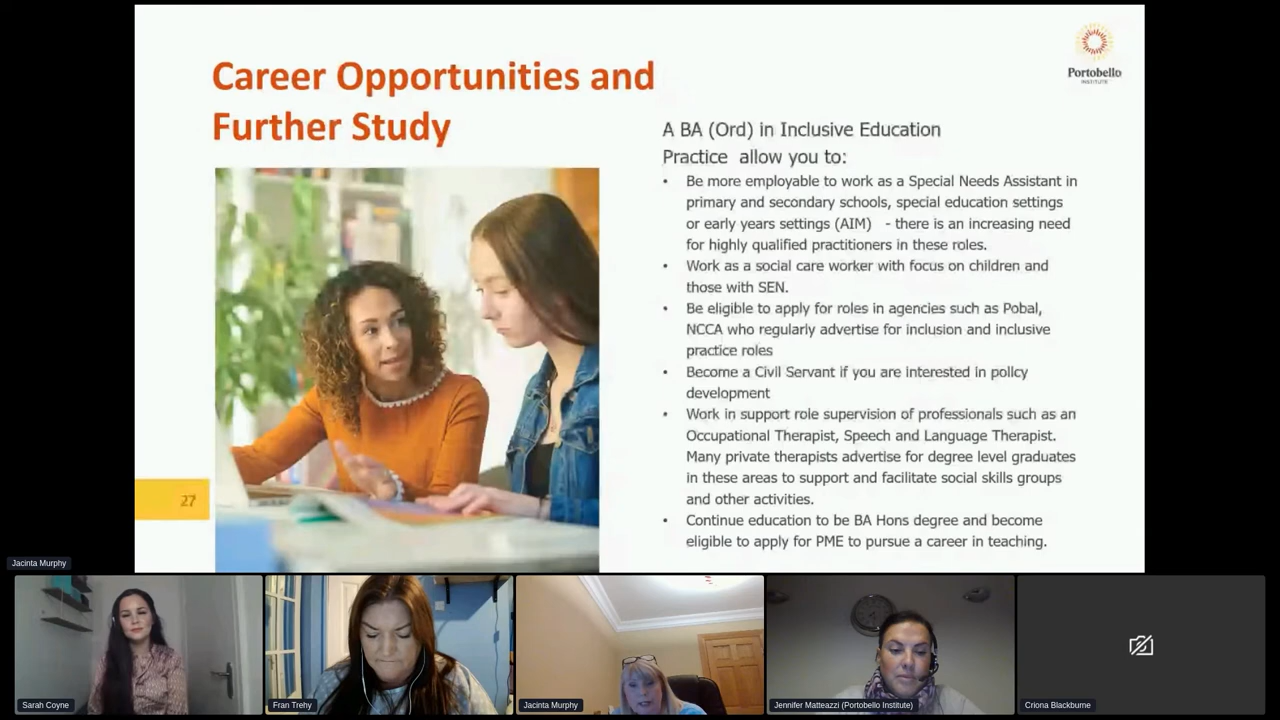 Career Opportunities and
Further Study
Portobello
INSTITUTE
A BA (Ord) in Inclusive Education
Practice allow you to:
• Be more employable to work as a Special Needs Assistant in
primary and secondary schools, special education settings
or early years settings (AIM) - there is an increasing need
for highly qualified practitioners in these roles.
• Work as a social care worker with focus on children and
those with SEN.
• Be eligible to apply for roles in agencies such as Pobal,
NCCA who regularly advertise for inclusion and inclusive
practice roles
• Become a Civil Servant if you are interested in policy
development
• Work in support role supervision of professionals such as an
Occupational Therapist, Speech and Language Therapist.
Many private therapists advertise for degree level graduates
in these areas to support and facilitate social skills groups
and other activities.
• Continue education to be BA Hons degree and become
eligible to apply for PME to pursue a career in teaching.
27
Jacinta Murphy
Sarah Coyne
Fran Trehy
Jacinta Murphy
Jennifer Matteazzi (Portobello Institute)
Criona Blackburne